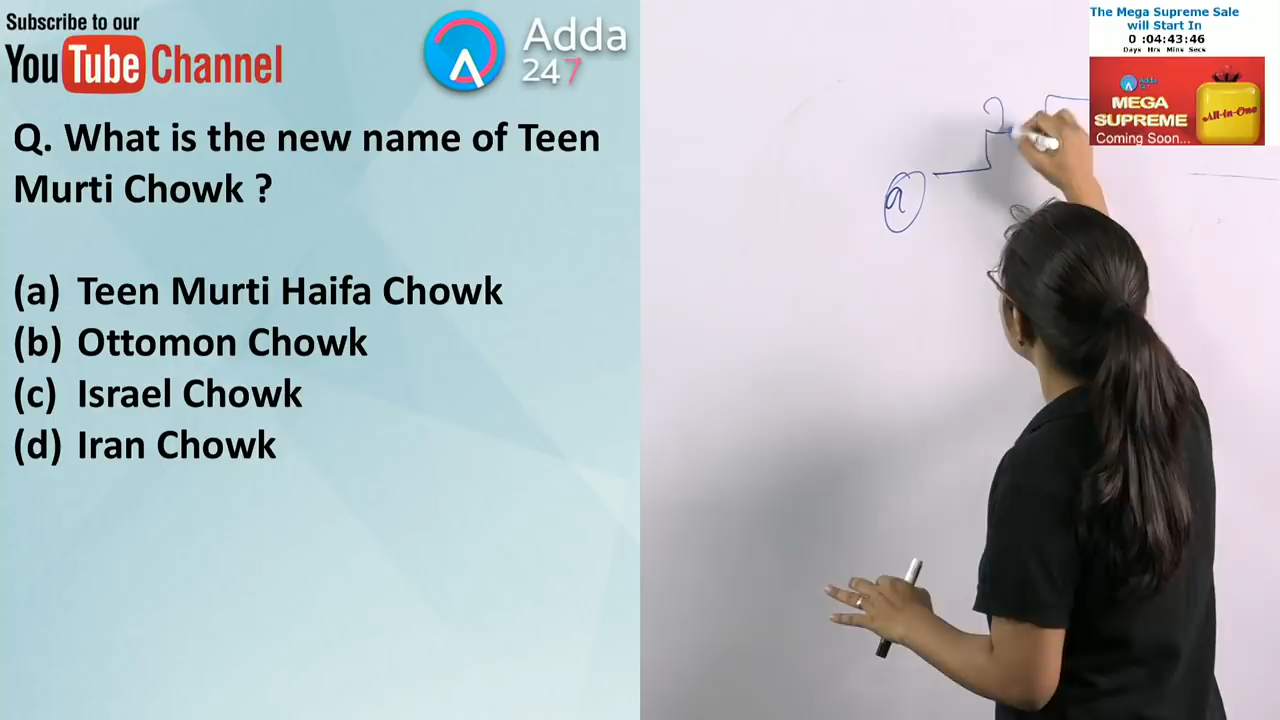 Subscribe to our
YouTube Channel
Adda
247
Q. What is the new name of Teen
Murti Chowk ?
(a) Teen Murti Haifa Chowk
(b) Ottomon Chowk
(c) Israel Chowk
(d) Iran Chowk
a
The Mega Supreme Sale
will Start In
0 :04:43:46
Days Hrs Mins Secs
Adda
247
MEGA
SUPREME
Coming Soon...
All-in-One